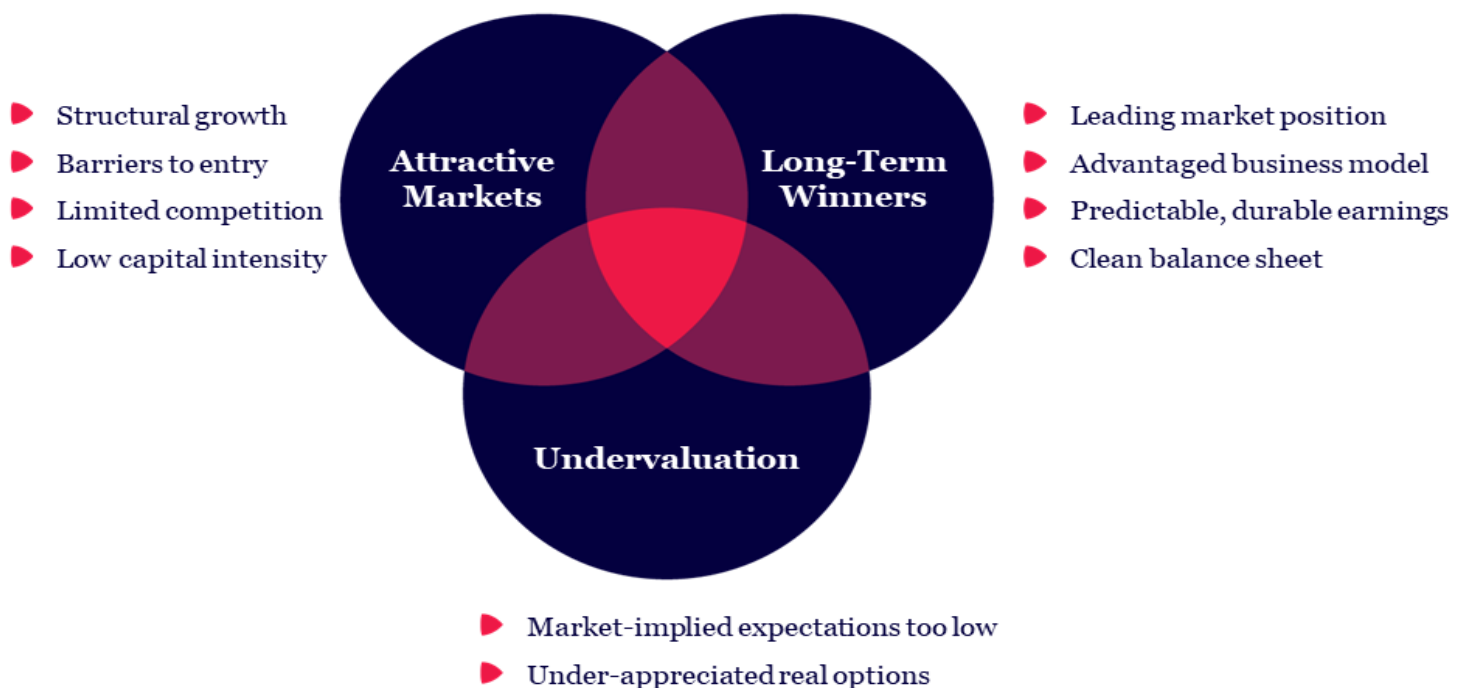 Structural growth
Barriers to entry
Limited competition
Low capital intensity
Attractive
Markets
Long-Term
Winners
Leading market position
Advantaged business model
Predictable, durable earnings
Clean balance sheet
Undervaluation
Market-implied expectations too low
Under-appreciated real options